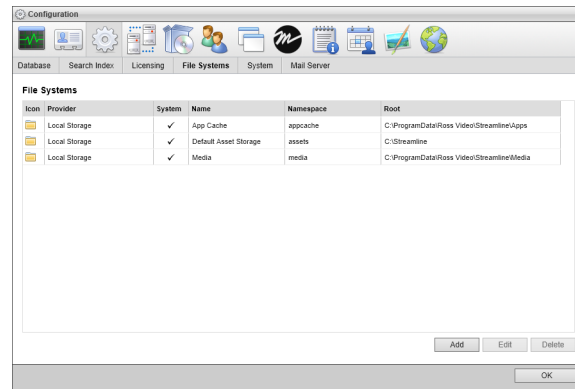 Configuration
Database Search Index Licensing File Systems System Mail Server
File Systems
Icon Provider System Name Namespace Root
Local Storage ✓ App Cache appcache C:\ProgramData\Ross Video\Streamline\Apps
Local Storage ✓ Default Asset Storage assets C:\Streamline
Local Storage ✓ Media media C:\ProgramData\Ross Video\Streamline\Media
Add Edit Delete
OK